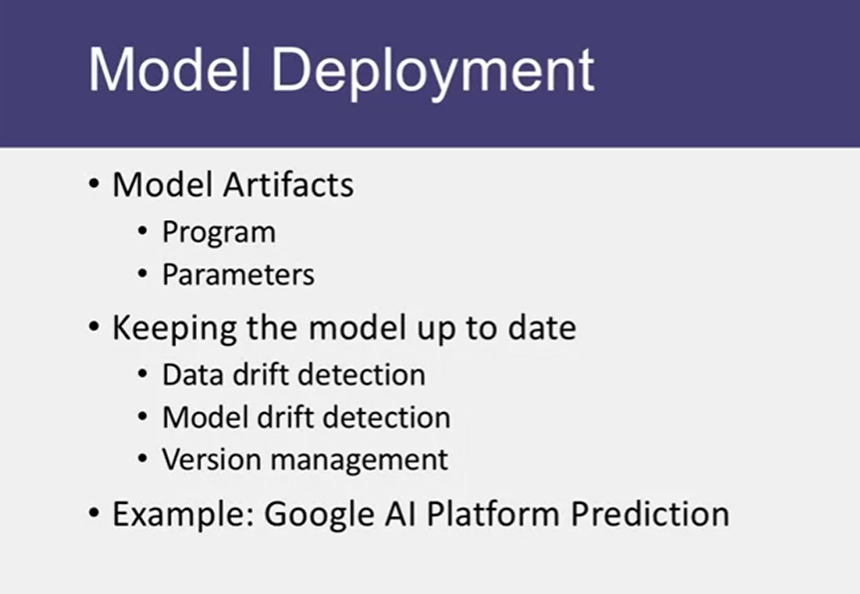 Model Deployment
• Model Artifacts
• Program
• Parameters
• Keeping the model up to date
• Data drift detection
• Model drift detection
• Version management
• Example: Google AI Platform Prediction